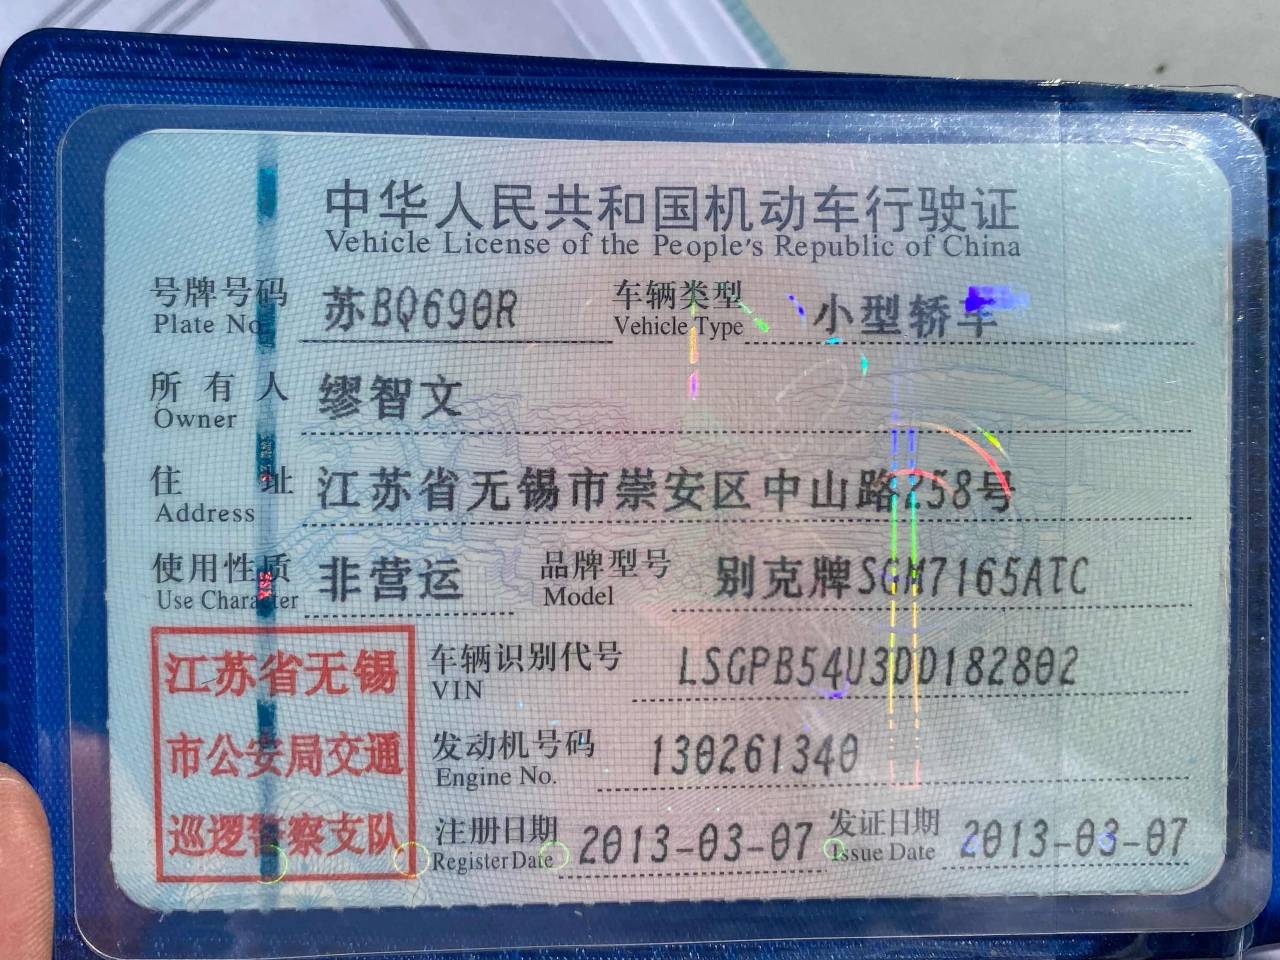 中华人民共和国机动车行驶证
Vehicle License of the People's Republic of China
号牌号码 苏BQ690R 车辆类型 小型轿车
Plate No. Vehicle Type
所有人 缪智文
Owner
住址 江苏省无锡市崇安区中山路258号
Address
使用性质 非营运 品牌型号 别克牌SGM7165ATC
Use Character Model
江苏省无锡
市公安局交通
巡逻警察支队
车辆识别代号 LSGPB54U3DD182802
VIN
发动机号码 130261340
Engine No.
注册日期 2013-03-07 发证日期 2013-03-07
Register Date Issue Date